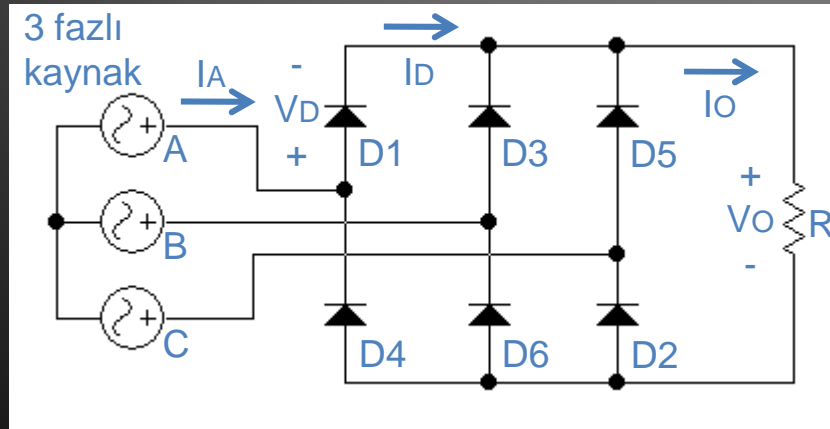 3 fazlı
kaynak
IA
-
VD
+
ID
IO
A
D1
D3
D5
+
B
VO
R
-
C
D4
D6
D2
+
+
+